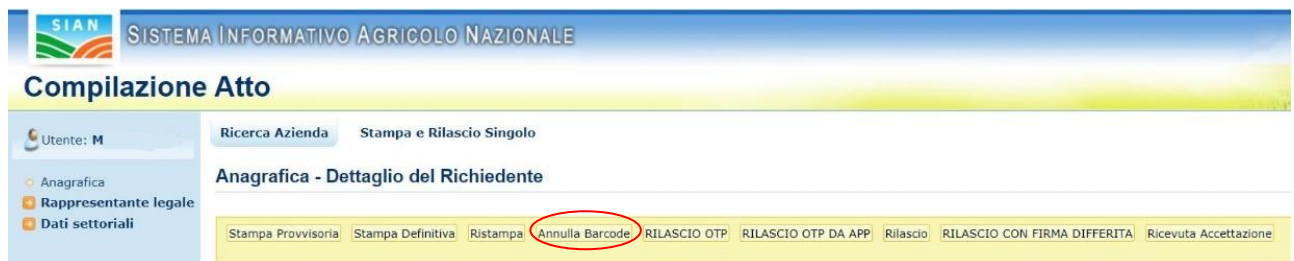 SIAN
SISTEMA INFORMATIVO AGRICOLO NAZIONALE
Compilazione Atto
Utente: M
Ricerca Azienda Stampa e Rilascio Singolo
Anagrafica
Rappresentante legale
Dati settoriali
Anagrafica - Dettaglio del Richiedente
Stampa Provvisoria Stampa Definitiva Ristampa Annulla Barcode RILASCIO OTP RILASCIO OTP DA APP Rilascio RILASCIO CON FIRMA DIFFERITA Ricevuta Accettazione